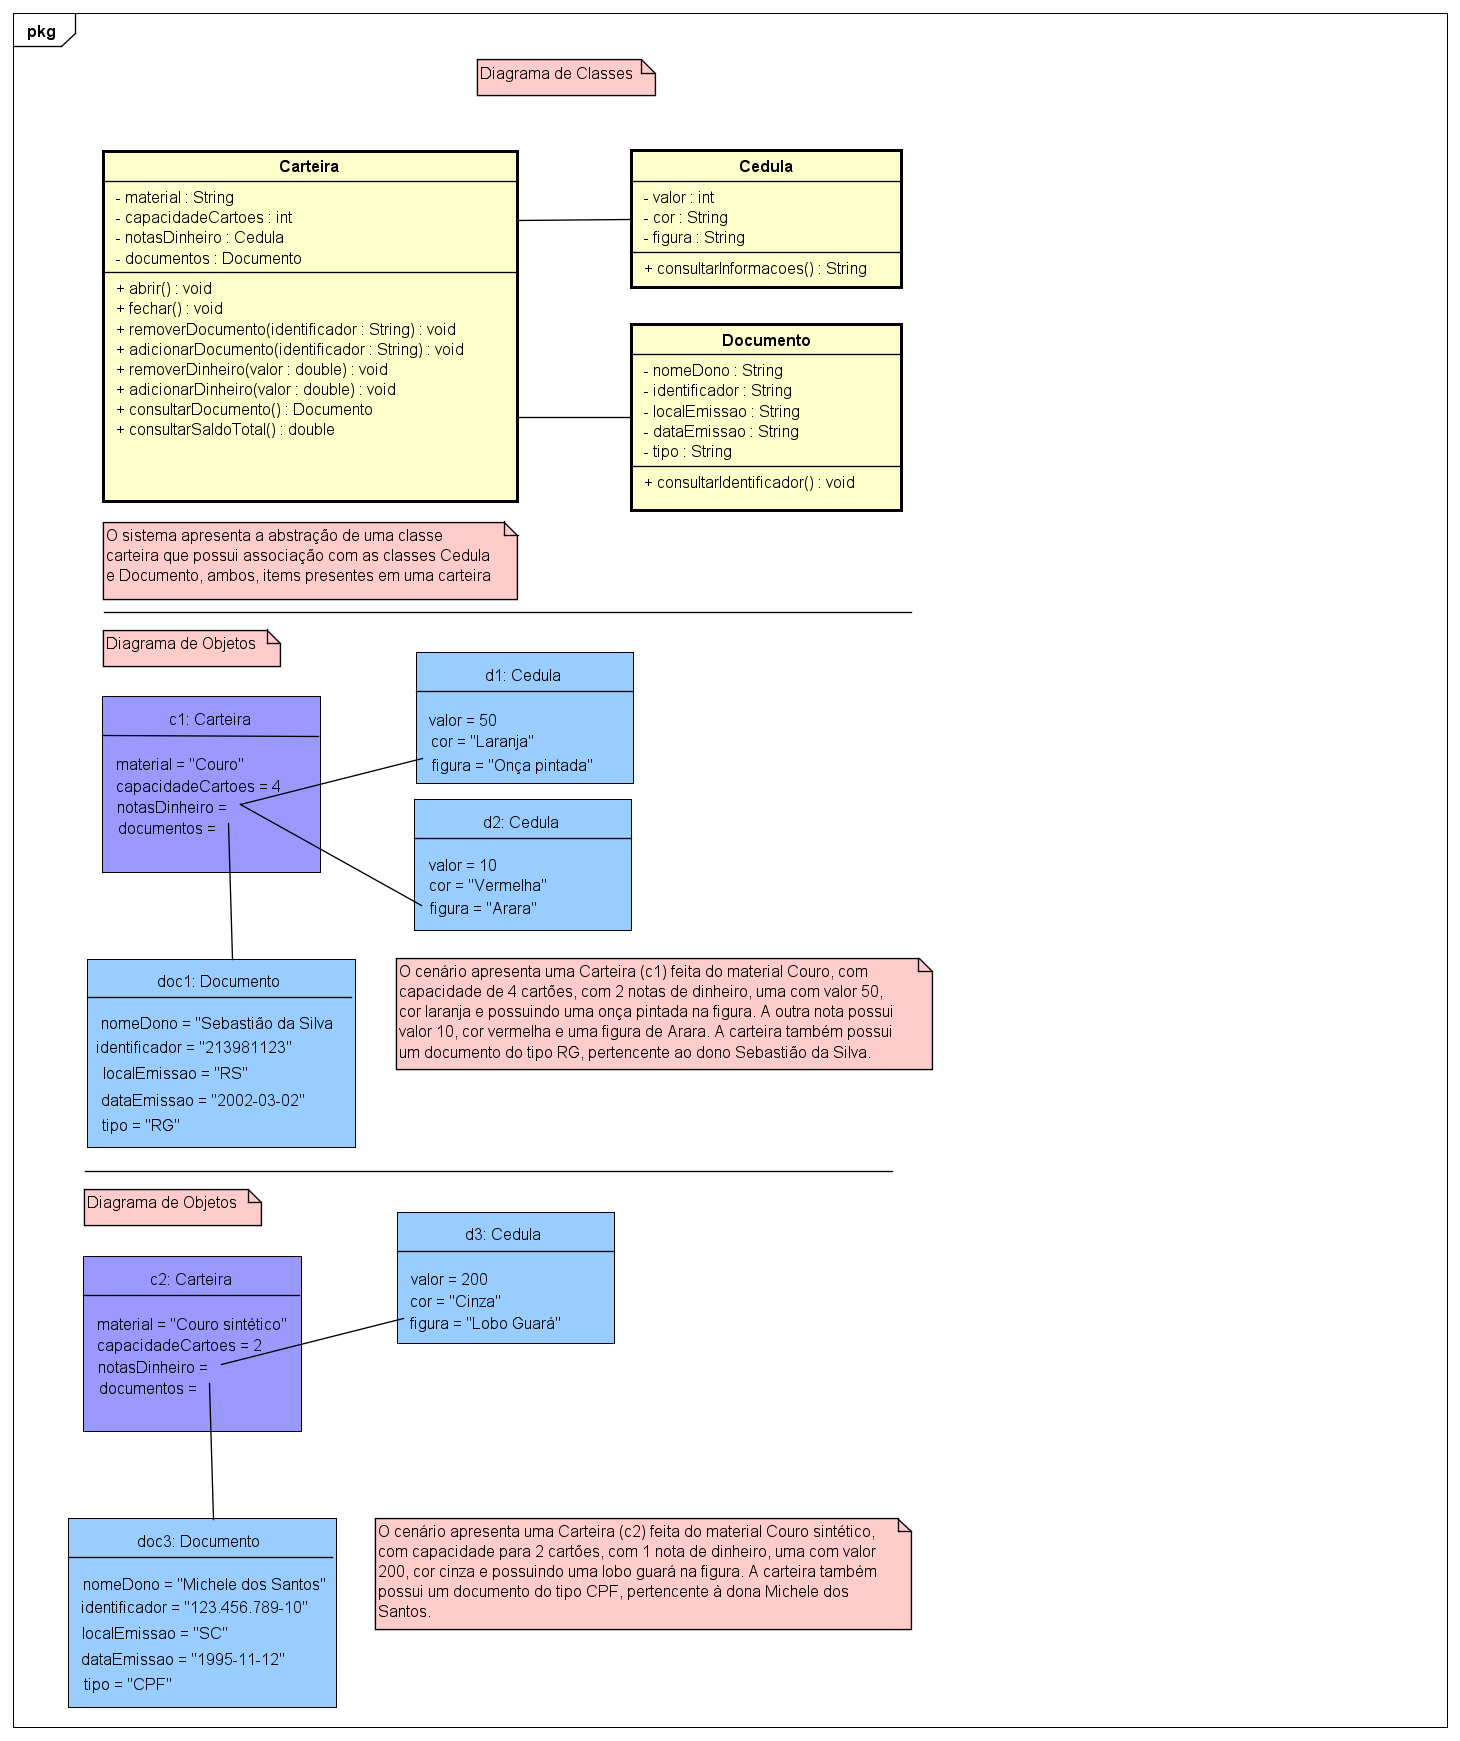 pkg
Diagrama de Classes
Carteira
- material : String
- capacidadeCartoes : int
- notasDinheiro : Cedula
- documentos : Documento
+ abrir() : void
+ fechar() : void
+ removerDocumento(identificador : String) : void
+ adicionarDocumento(identificador : String) : void
+ removerDinheiro(valor : double) : void
+ adicionarDinheiro(valor : double) : void
+ consultarDocumento() : Documento
+ consultarSaldoTotal() : double
Cedula
- valor : int
- cor : String
- figura : String
+ consultarInformacoes() : String
Documento
- nomeDono : String
- identificador : String
- localEmissao : String
- dataEmissao : String
- tipo : String
+ consultarIdentificador() : void
O sistema apresenta a abstração de uma classe
carteira que possui associação com as classes Cedula
e Documento, ambos, items presentes em uma carteira
Diagrama de Objetos
c1: Carteira
material = "Couro"
capacidadeCartoes = 4
notasDinheiro =
documentos =
d1: Cedula
valor = 50
cor = "Laranja"
figura = "Onça pintada"
d2: Cedula
valor = 10
cor = "Vermelha"
figura = "Arara"
doc1: Documento
nomeDono = "Sebastião da Silva
identificador = "213981123"
localEmissao = "RS"
dataEmissao = "2002-03-02"
tipo = "RG"
O cenário apresenta uma Carteira (c1) feita do material Couro, com
capacidade de 4 cartões, com 2 notas de dinheiro, uma com valor 50,
cor laranja e possuindo uma onça pintada na figura. A outra nota possui
valor 10, cor vermelha e uma figura de Arara. A carteira também possui
um documento do tipo RG, pertencente ao dono Sebastião da Silva.
Diagrama de Objetos
c2: Carteira
material = "Couro sintético"
capacidadeCartoes = 2
notasDinheiro =
documentos =
d3: Cedula
valor = 200
cor = "Cinza"
figura = "Lobo Guará"
doc3: Documento
nomeDono = "Michele dos Santos"
identificador = "123.456.789-10"
localEmissao = "SC"
dataEmissao = "1995-11-12"
tipo = "CPF"
O cenário apresenta uma Carteira (c2) feita do material Couro sintético,
com capacidade para 2 cartões, com 1 nota de dinheiro, uma com valor
200, cor cinza e possuindo uma lobo guará na figura. A carteira também
possui um documento do tipo CPF, pertencente à dona Michele dos
Santos.